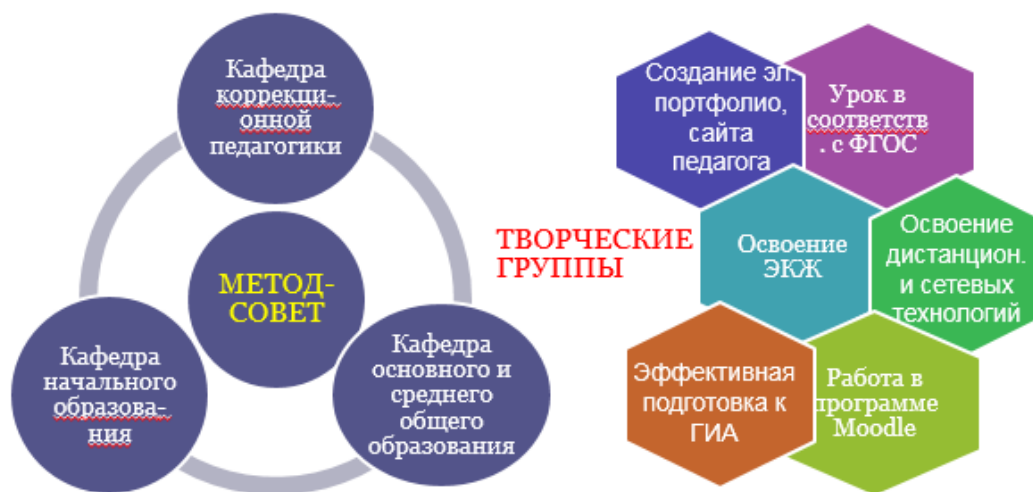 Кафедра
коррекци-
онной
педагогики
МЕТОД-
СОВЕТ
Кафедра
начального
образова-
ния
Кафедра
основного и
среднего
общего
образования
ТВОРЧЕСКИЕ
ГРУППЫ
Создание эл.
портфолио,
сайта
педагога
Урок в
соответств
. с ФГОС
Освоение
ЭКЖ
Освоение
дистанцион.
и сетевых
технологий
Эффективная
подготовка к
ГИА
Работа в
программе
Moodle